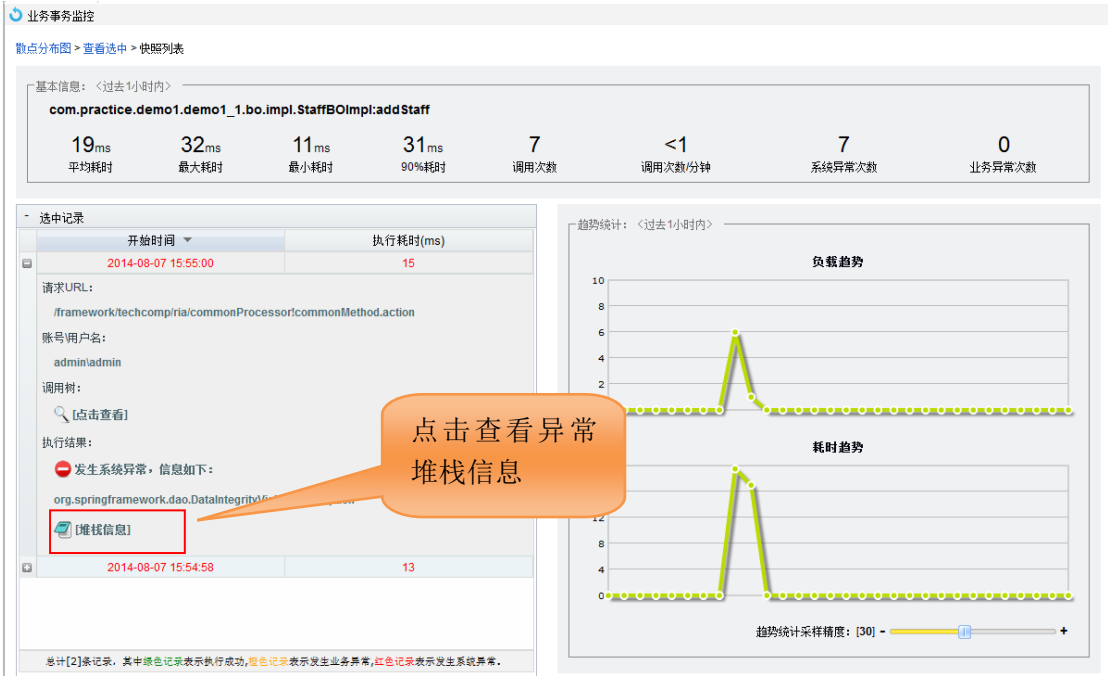 业务事务监控
散点分布图 > 查看选中 > 快照列表
基本信息：〈过去1小时内〉
com.practice.demo1.demo1_1.bo.impl.StaffBOImpl:addStaff
19ms 32ms 11ms 31ms 7 <1 7 0
平均耗时 最大耗时 最小耗时 90%耗时 调用次数 调用次数/分钟 系统异常次数 业务异常次数
- 选中记录
开始时间 执行耗时(ms)
2014-08-07 15:55:00 15
请求URL：
/framework/techcomp/ria/commonProcessor!commonMethod.action
账号\用户名：
admin\admin
调用树：
[点击查看]
执行结果：
发生系统异常，信息如下：
org.springframework.dao.DataIntegrity
[堆栈信息]
2014-08-07 15:54:58 13
总计[2]条记录. 其中绿色记录表示执行成功,橙色记录表示发生业务异常,红色记录表示发生系统异常.
点击查看异常
堆栈信息
趋势统计：〈过去1小时内〉
负载趋势
10
8
6
4
2
耗时趋势
12
8
4
0
趋势统计采样精度：[30] - +